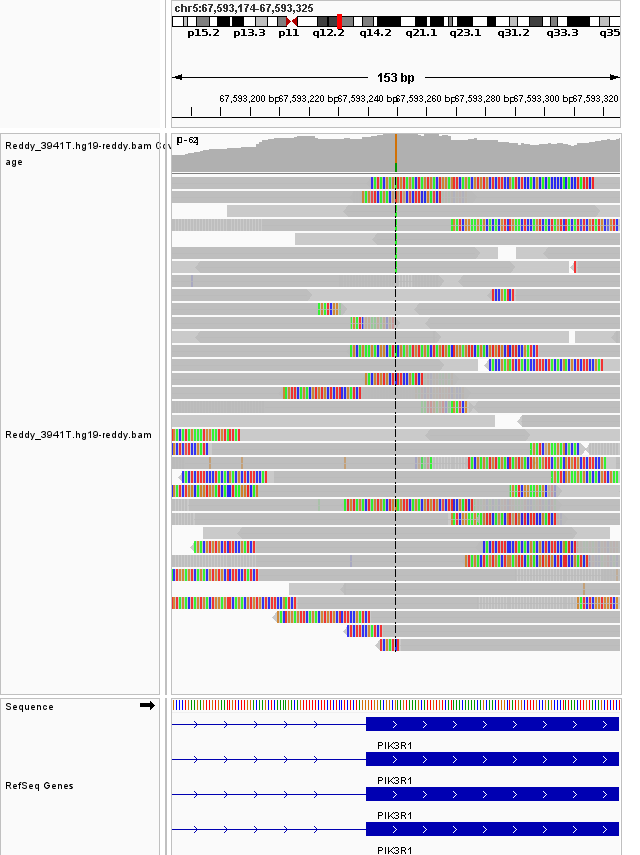 chr5:67,593,174-67,593,325
p15.2 p13.3 p11 q12.2 q14.2 q21.1 q23.1 q31.2 q33.3 q35
153 bp
67,593,200 bp 67,593,220 bp 67,593,240 bp 67,593,260 bp 67,593,280 bp 67,593,300 bp 67,593,320
Reddy_3941T.hg19-reddy.bam Cov
age
[0-62]
Reddy_3941T.hg19-reddy.bam
Sequence
PIK3R1
PIK3R1
RefSeq Genes
PIK3R1
PIK3R1